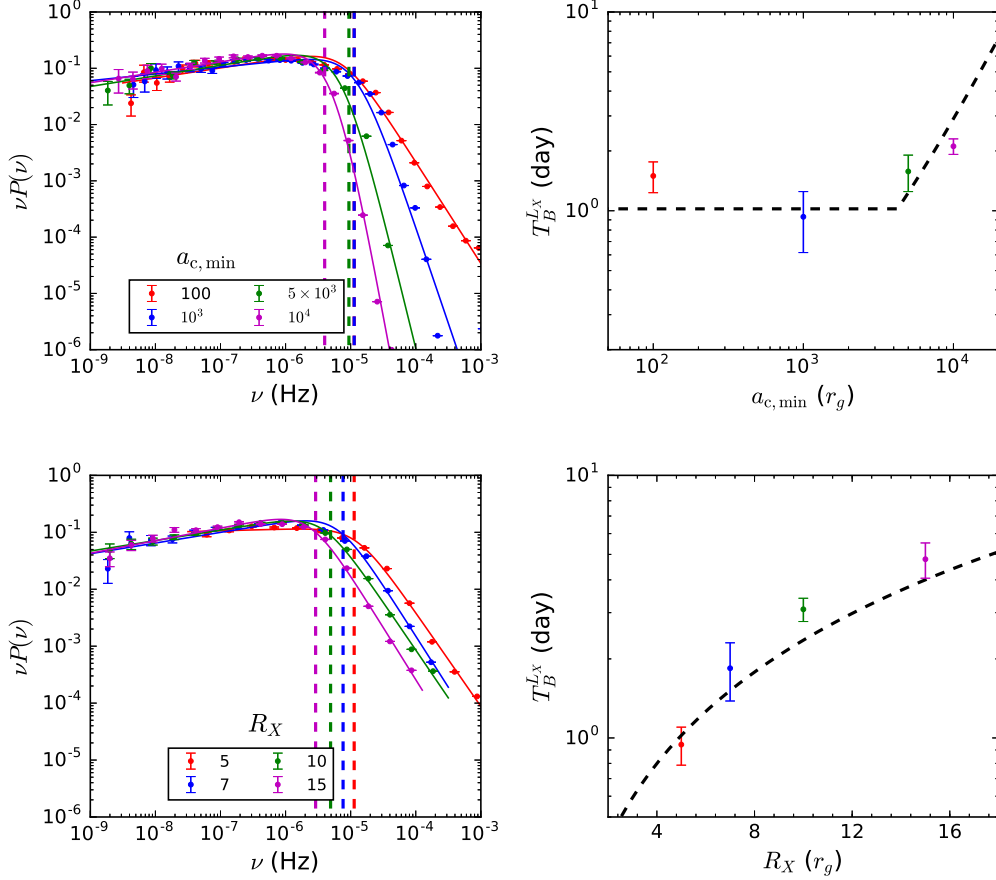 10^0
10^-1
10^-2
10^-3
10^-4
10^-5
10^-6
νP(ν)
a_c,min
100
5×10^3
10^3
10^4
10^-9 10^-8 10^-7 10^-6 10^-5 10^-4 10^-3
ν (Hz)
10^1
10^0
T_B^L_X (day)
10^2 10^3 10^4
a_c,min (r_g)
10^0
10^-1
10^-2
10^-3
10^-4
10^-5
10^-6
νP(ν)
R_X
5
10
7
15
10^-9 10^-8 10^-7 10^-6 10^-5 10^-4 10^-3
ν (Hz)
10^1
10^0
T_B^L_X (day)
4 8 12 16
R_X (r_g)